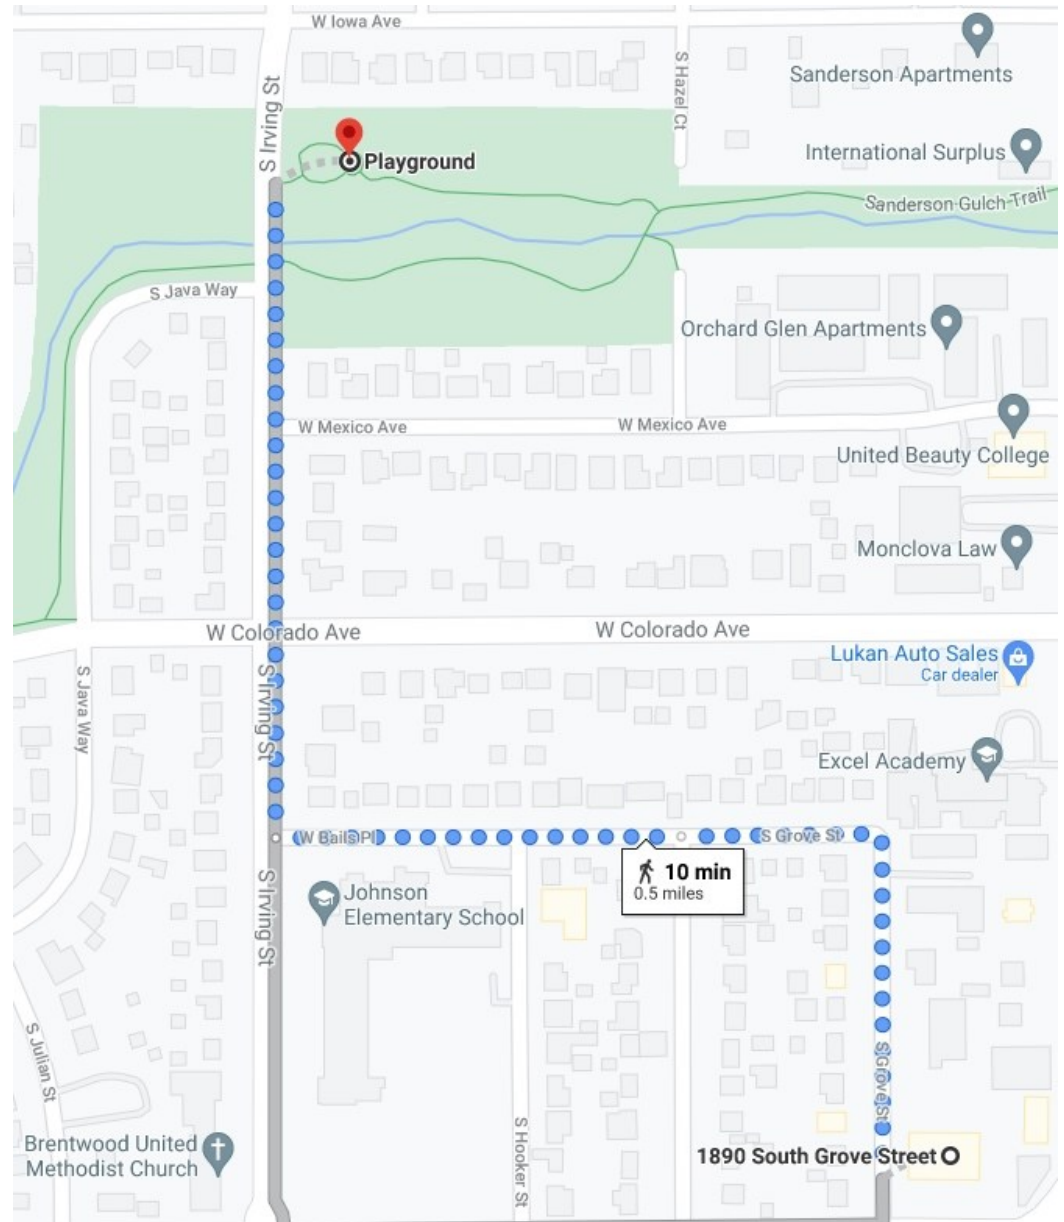 W Iowa Ave
Sanderson Apartments
S Irving St
S Hazel Ct
Playground
International Surplus
Sanderson Gulch Trail
S Java Way
Orchard Glen Apartments
W Mexico Ave
W Mexico Ave
United Beauty College
Monclova Law
W Colorado Ave
W Colorado Ave
Lukan Auto Sales
Car dealer
S Java Way
S Irving St
Excel Academy
W Bails Pl
S Grove St
10 min
0.5 miles
Johnson
Elementary School
S Irving St
S Julian St
S Grove St
S Hooker St
Brentwood United
Methodist Church
1890 South Grove Street